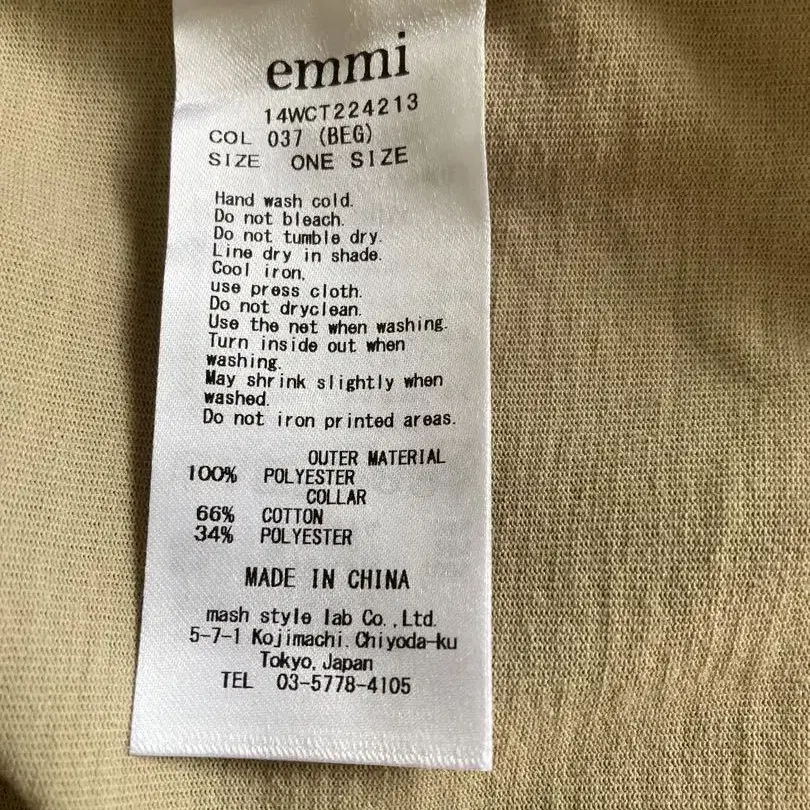 emmi
14WCT224213
COL 037 (BEG)
SIZE ONE SIZE
Hand wash cold.
Do not bleach.
Do not tumble dry.
Line dry in shade.
Cool iron,
use press cloth.
Do not dryclean.
Use the net when washing.
Turn inside out when
washing.
May shrink slightly when
washed.
Do not iron printed areas.
OUTER MATERIAL
100% POLYESTER
COLLAR
66% COTTON
34% POLYESTER
MADE IN CHINA
mash style lab Co.,Ltd.
5-7-1 Kojimachi.Chiyoda-ku
Tokyo,Japan
TEL 03-5778-4105